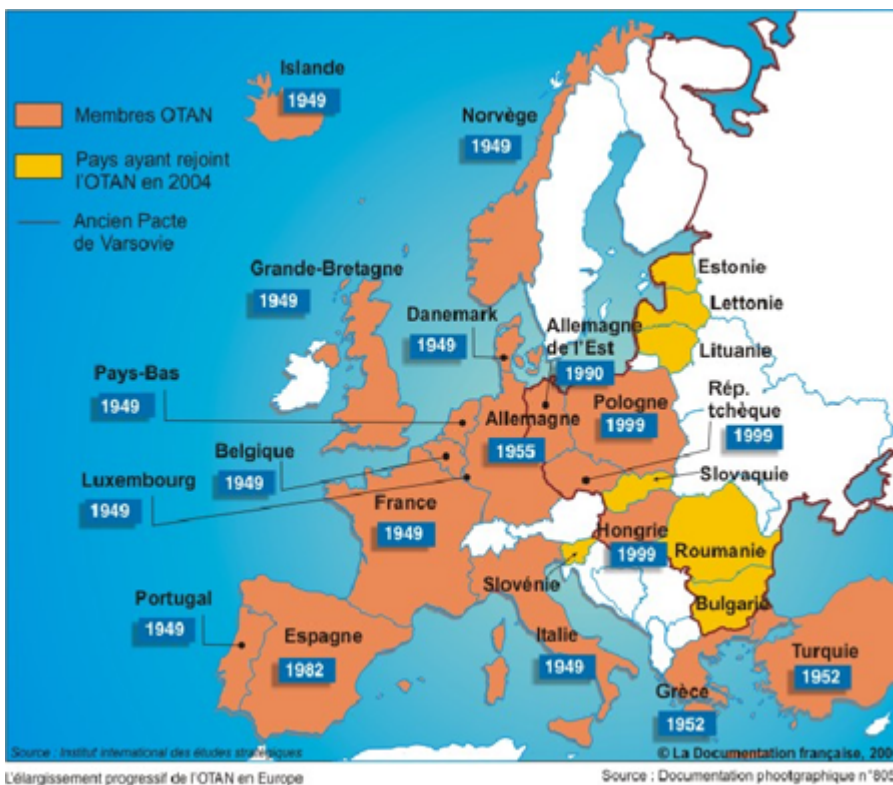 Islande
1949
Membres OTAN
Pays ayant rejoint
l'OTAN en 2004
Ancien Pacte
de Varsovie
Norvège
1949
Grande-Bretagne
1949
Danemark
1949
Estonie
Lettonie
Lituanie
Allemagne
de l'Est
1990
Pays-Bas
1949
Allemagne
1955
Pologne
1999
Rép.
tchèque
1999
Belgique
1949
Luxembourg
1949
Slovaquie
France
1949
Hongrie
1999
Roumanie
Slovénie
Bulgarie
Portugal
1949
Espagne
1982
Italie
1949
Grèce
1952
Turquie
1952
Source : Institut international des études stratégiques
© La Documentation française, 200
L'élargissement progressif de l'OTAN en Europe
Source : Documentation phootgraphique n°805